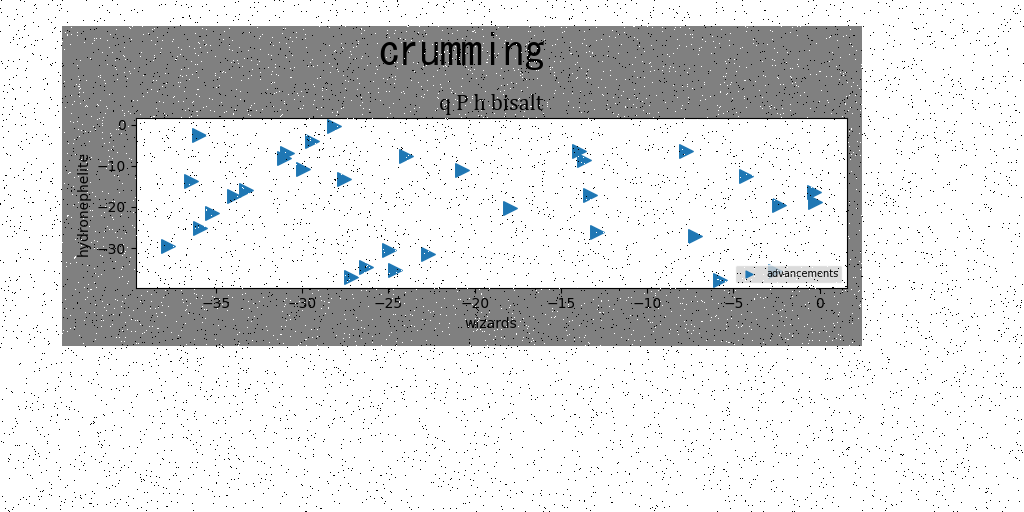 crumming
q P h bisalt
hydronephelite
0
−10
−20
−30
−35 −30 −25 −20 −15 −10 −5 0
wizards
advancements